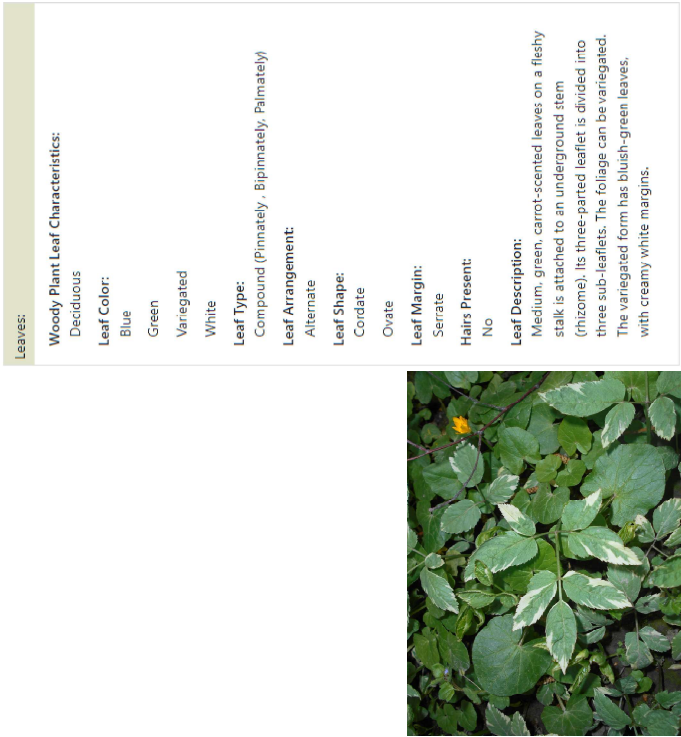 Leaves:
Woody Plant Leaf Characteristics:
Deciduous
Leaf Color:
Blue
Green
Variegated
White
Leaf Type:
Compound (Pinnately , Bipinnately, Palmately)
Leaf Arrangement:
Alternate
Leaf Shape:
Cordate
Ovate
Leaf Margin:
Serrate
Hairs Present:
No
Leaf Description:
Medium, green, carrot-scented leaves on a fleshy
stalk is attached to an underground stem
(rhizome). Its three-parted leaflet is divided into
three sub-leaflets. The foliage can be variegated.
The variegated form has bluish-green leaves,
with creamy white margins.